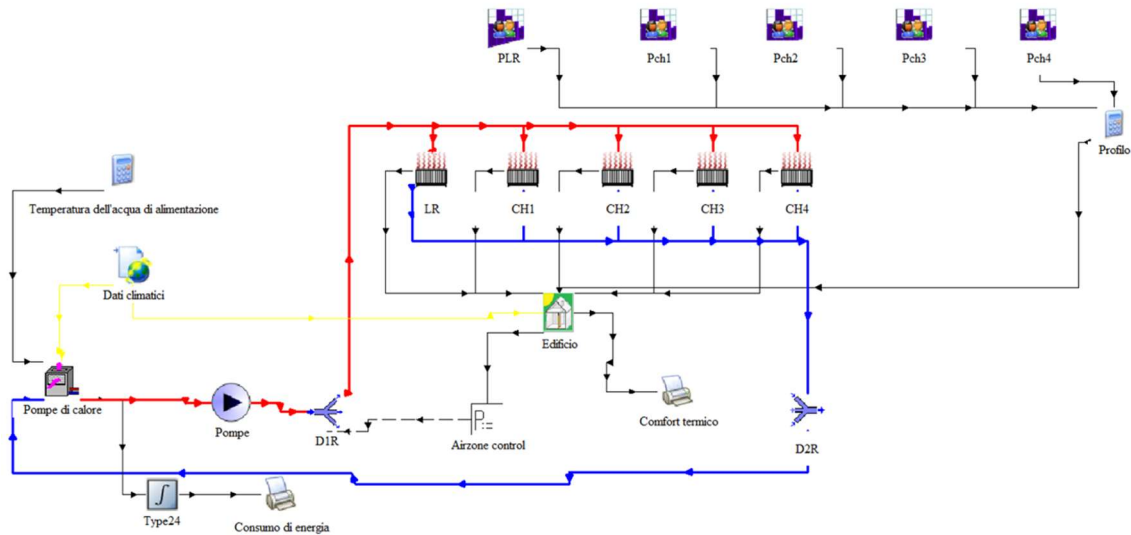 PLR
Pch1
Pch2
Pch3
Pch4
Profilo
Temperatura dell'acqua di alimentazione
LR
CH1
CH2
CH3
CH4
Dati climatici
Edificio
Pompe di calore
Pompe
D1R
Airzone control
Comfort termico
D2R
Type24
Consumo di energia